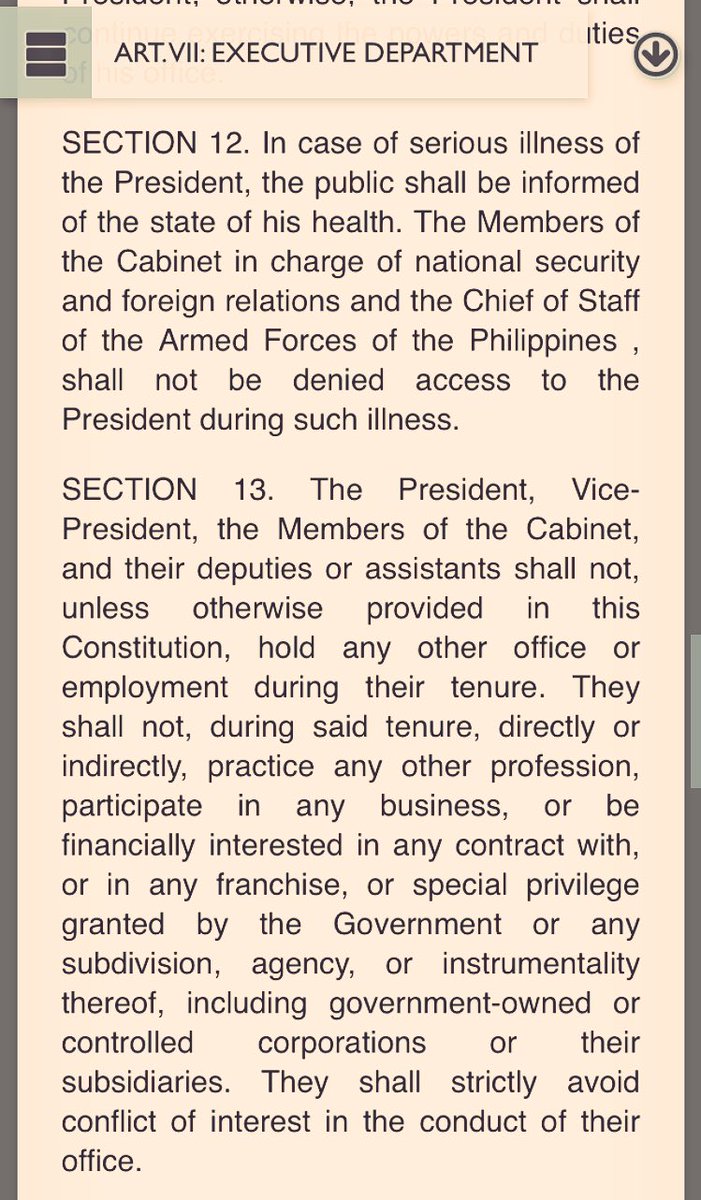 President, otherwise, the President shall
continue exercising the powers and duties
of his office.
ART.VII: EXECUTIVE DEPARTMENT
SECTION 12. In case of serious illness of
the President, the public shall be informed
of the state of his health. The Members of
the Cabinet in charge of national security
and foreign relations and the Chief of Staff
of the Armed Forces of the Philippines ,
shall not be denied access to the
President during such illness.
SECTION 13. The President, Vice-
President, the Members of the Cabinet,
and their deputies or assistants shall not,
unless otherwise provided in this
Constitution, hold any other office or
employment during their tenure. They
shall not, during said tenure, directly or
indirectly, practice any other profession,
participate in any business, or be
financially interested in any contract with,
or in any franchise, or special privilege
granted by the Government or any
subdivision, agency, or instrumentality
thereof, including government-owned or
controlled corporations or their
subsidiaries. They shall strictly avoid
conflict of interest in the conduct of their
office.